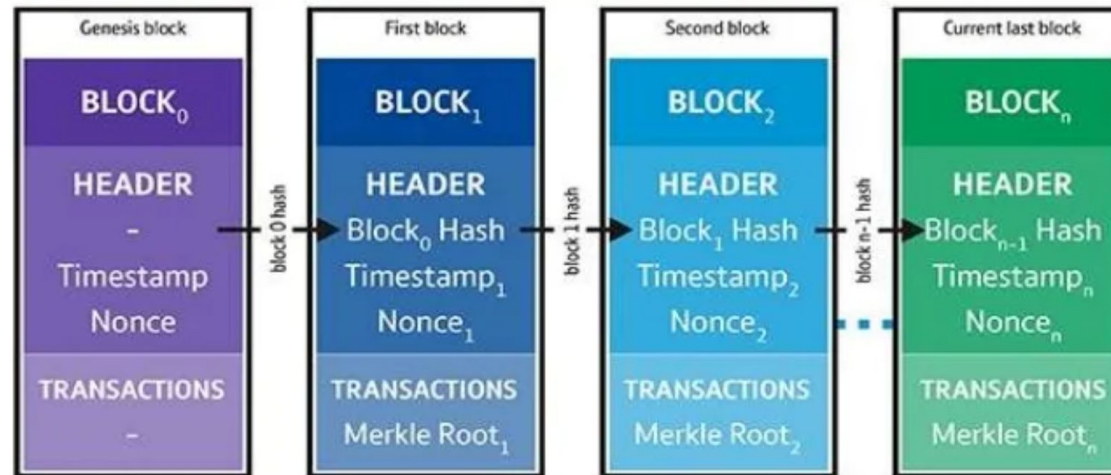 Genesis block
BLOCK₀
HEADER
-
Timestamp
Nonce
TRANSACTIONS
-
block 0 hash
First block
BLOCK₁
HEADER
Block₀ Hash
Timestamp₁
Nonce₁
TRANSACTIONS
Merkle Root₁
block 1 hash
Second block
BLOCK₂
HEADER
Block₁ Hash
Timestamp₂
Nonce₂
TRANSACTIONS
Merkle Root₂
block n-1 hash
Current last block
BLOCKₙ
HEADER
Blockₙ₋₁ Hash
Timestampₙ
Nonceₙ
TRANSACTIONS
Merkle Rootₙ